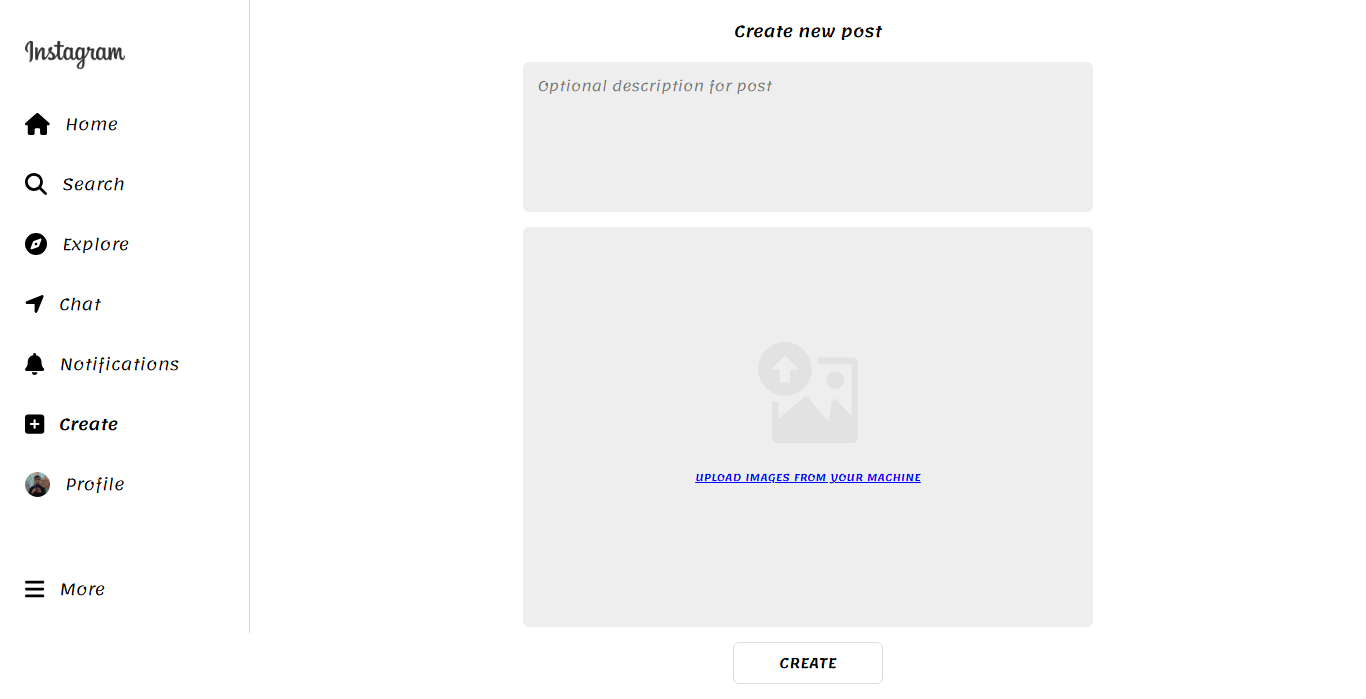 Instagram
Home
Search
Explore
Chat
Notifications
Create
Profile
More
Create new post
Optional description for post
UPLOAD IMAGES FROM YOUR MACHINE
CREATE